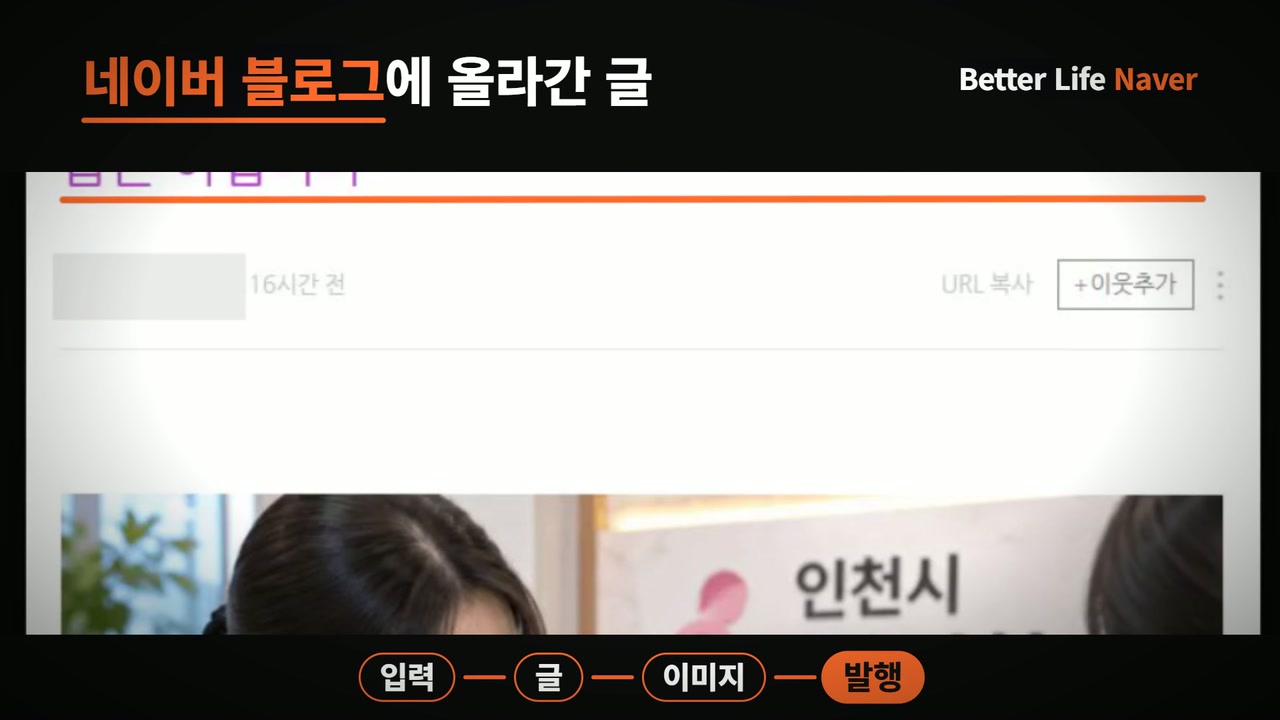 네이버 블로그에 올라간 글
Better Life Naver
16시간 전
URL 복사
+이웃추가
인천시
입력
글
이미지
발행